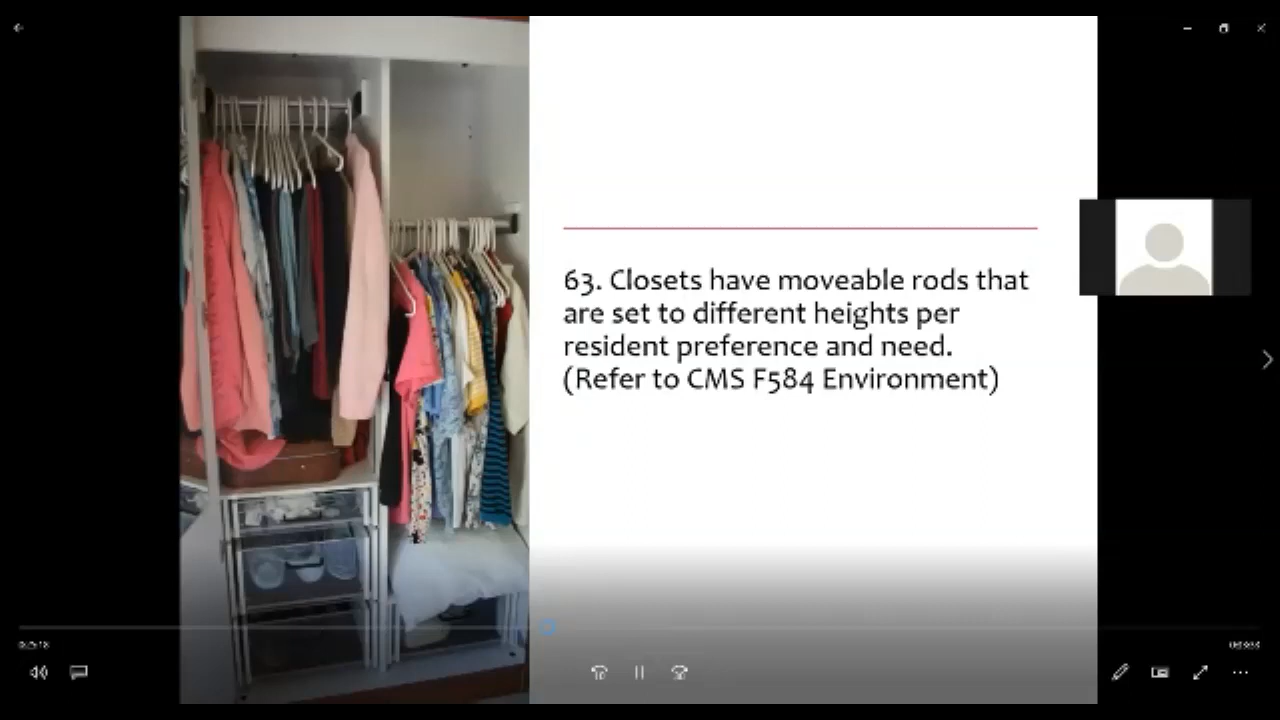 63. Closets have moveable rods that
are set to different heights per
resident preference and need.
(Refer to CMS F584 Environment)